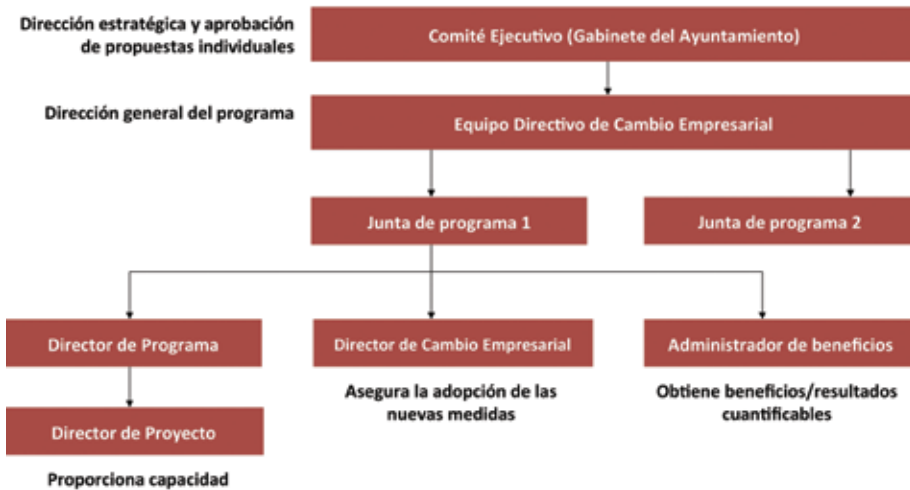 Dirección estratégica y aprobación
de propuestas individuales
Comité Ejecutivo (Gabinete del Ayuntamiento)
Dirección general del programa
Equipo Directivo de Cambio Empresarial
Junta de programa 1
Junta de programa 2
Director de Programa
Director de Cambio Empresarial
Administrador de beneficios
Asegura la adopción de las
nuevas medidas
Obtiene beneficios/resultados
cuantificables
Director de Proyecto
Proporciona capacidad